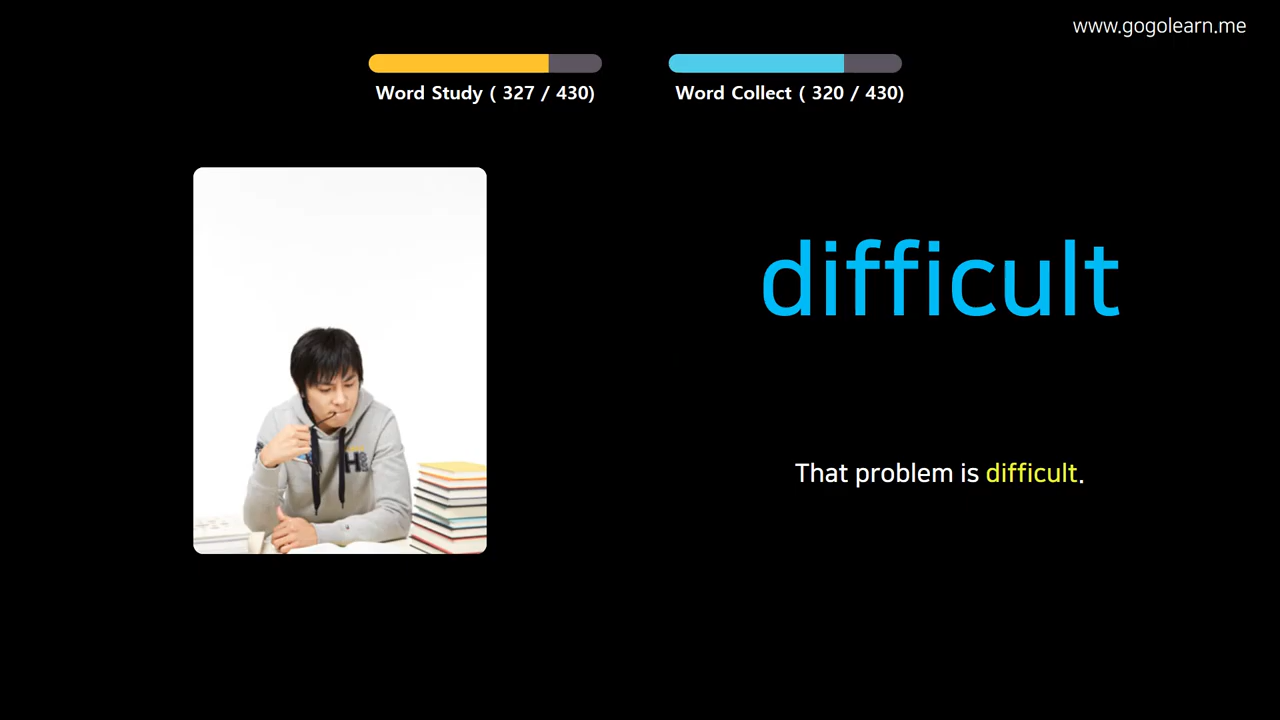 www.gogolearn.me
Word Study ( 327 / 430)
Word Collect ( 320 / 430)
difficult
That problem is difficult.
H